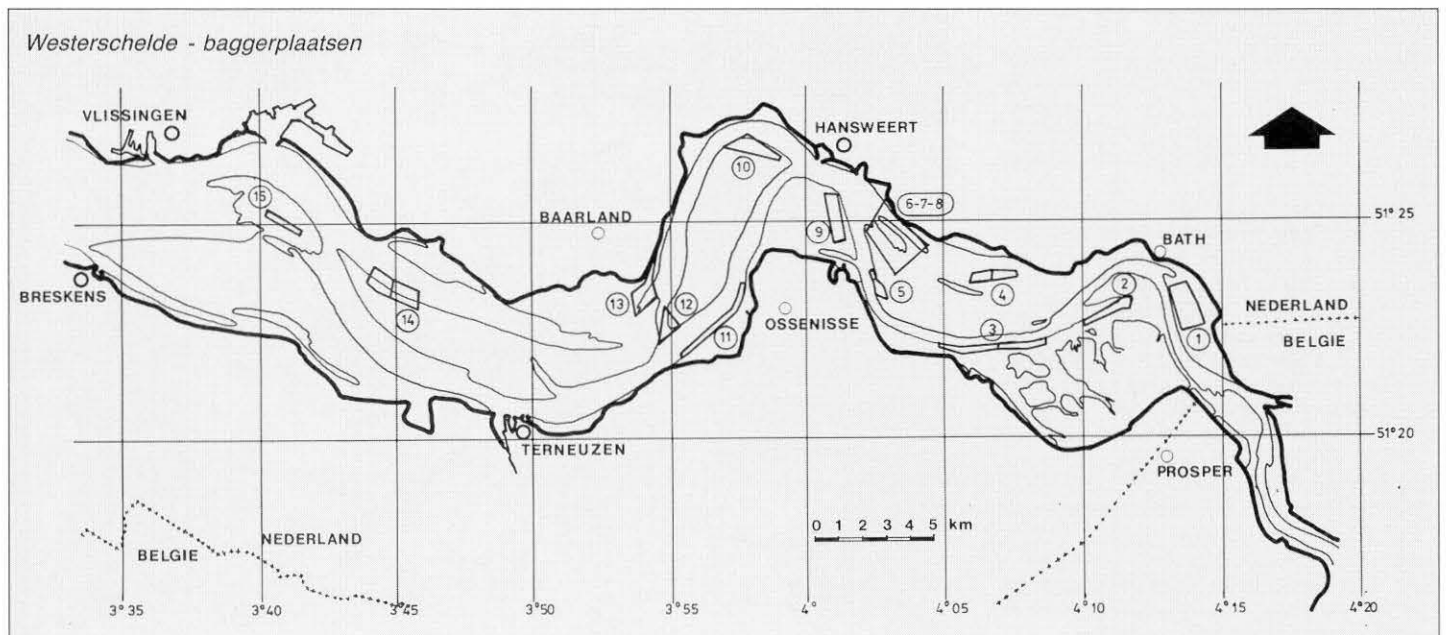 Westerschelde - baggerplaatsen
VLISSINGEN
HANSWEERT
10
15
6-7-8
51° 25
BAARLAND
9
BATH
BRESKENS
13
12
5
4
2
14
OSSENISSE
3
NEDERLAND
11
1
BELGIE
TERNEUZEN
51° 20
PROSPER
0 1 2 3 4 5 km
NEDERLAND
BELGIE
3°35
3°40
3°45
3°50
3°55
4°
4°05
4°10
4°15
4°20